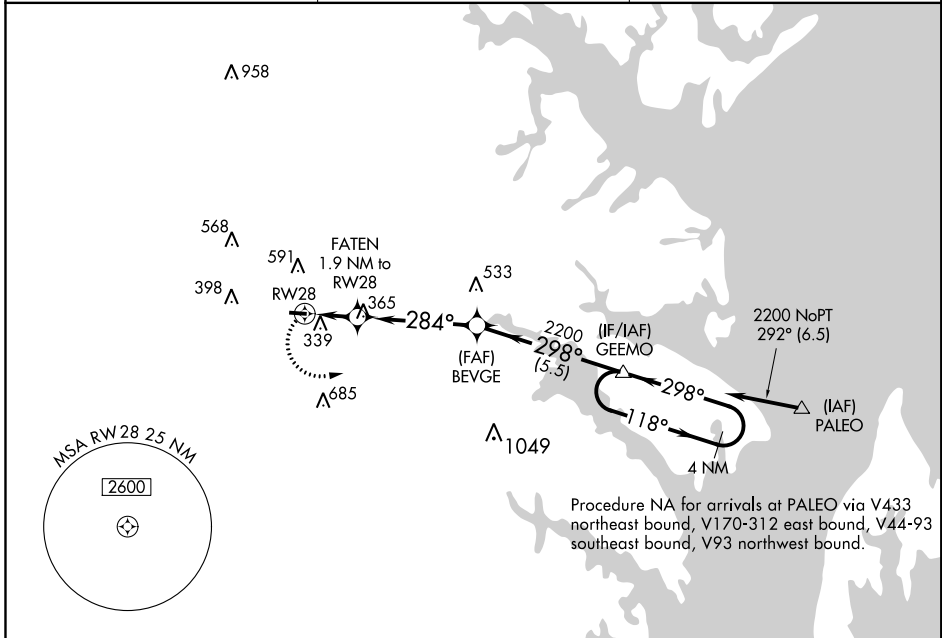 958
568
591
398
FATEN
1.9 NM to
RW28
RW28
365
339
284°
533
(FAF)
BEVGE
2200
298°
(5.5)
(IF/IAF)
GEEMO
2200 NoPT
292° (6.5)
298°
118°
(IAF)
PALEO
4 NM
685
1049
MSA RW 28 25 NM
2600
Procedure NA for arrivals at PALEO via V433
northeast bound, V170-312 east bound, V44-93
southeast bound, V93 northwest bound.